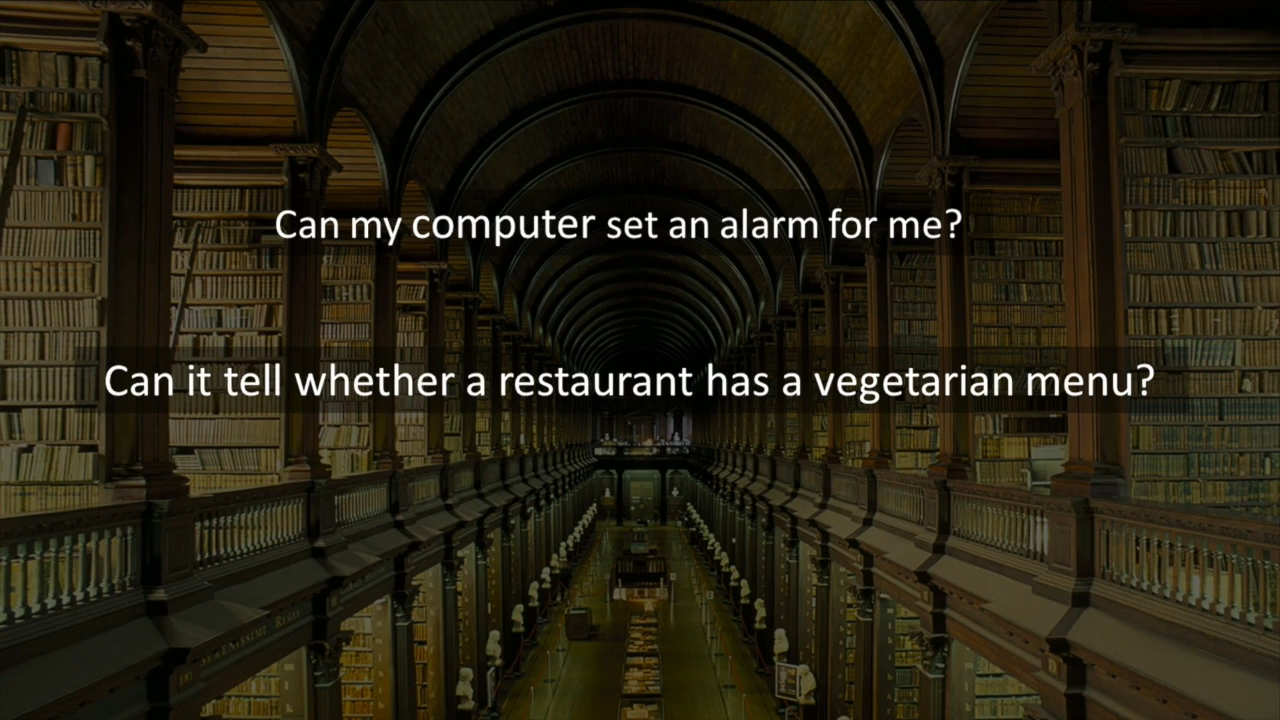 Can my computer set an alarm for me?
Can it tell whether a restaurant has a vegetarian menu?